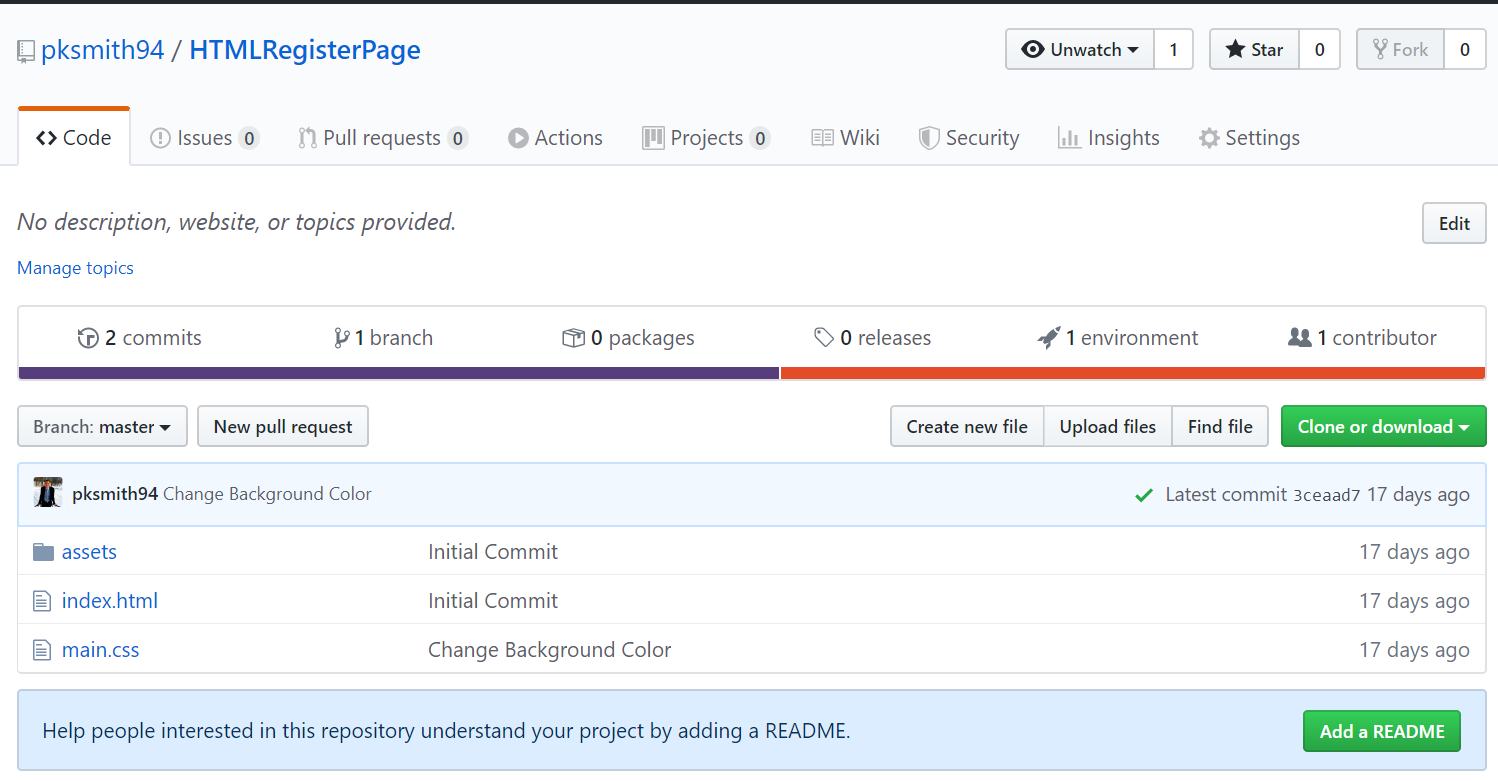 pksmith94 / HTMLRegisterPage
Unwatch 1 Star 0 Fork 0
Code Issues 0 Pull requests 0 Actions Projects 0 Wiki Security Insights Settings
No description, website, or topics provided.
Edit
Manage topics
2 commits 1 branch 0 packages 0 releases 1 environment 1 contributor
Branch: master New pull request Create new file Upload files Find file Clone or download
pksmith94 Change Background Color Latest commit 3ceaad7 17 days ago
assets Initial Commit 17 days ago
index.html Initial Commit 17 days ago
main.css Change Background Color 17 days ago
Help people interested in this repository understand your project by adding a README. Add a README